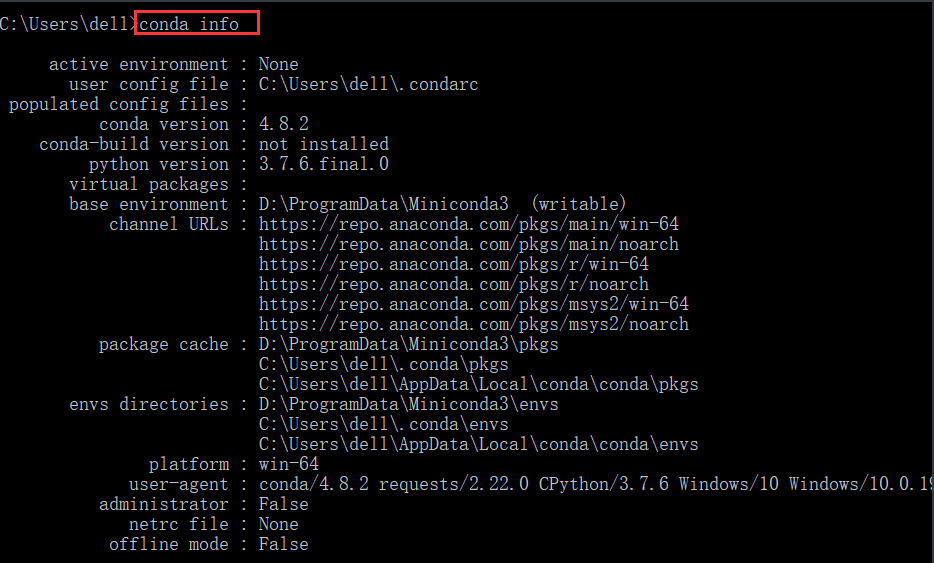 C:\Users\dell>conda info
active environment : None
user config file : C:\Users\dell\.condarc
populated config files :
conda version : 4.8.2
conda-build version : not installed
python version : 3.7.6.final.0
virtual packages :
base environment : D:\ProgramData\Miniconda3  (writable)
channel URLs : https://repo.anaconda.com/pkgs/main/win-64
https://repo.anaconda.com/pkgs/main/noarch
https://repo.anaconda.com/pkgs/r/win-64
https://repo.anaconda.com/pkgs/r/noarch
https://repo.anaconda.com/pkgs/msys2/win-64
https://repo.anaconda.com/pkgs/msys2/noarch
package cache : D:\ProgramData\Miniconda3\pkgs
C:\Users\dell\.conda\pkgs
C:\Users\dell\AppData\Local\conda\conda\pkgs
envs directories : D:\ProgramData\Miniconda3\envs
C:\Users\dell\.conda\envs
C:\Users\dell\AppData\Local\conda\conda\envs
platform : win-64
user-agent : conda/4.8.2 requests/2.22.0 CPython/3.7.6 Windows/10 Windows/10.0.19
administrator : False
netrc file : None
offline mode : False